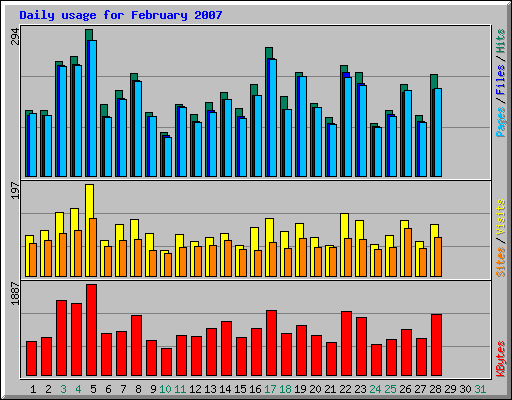 Daily usage for February 2007
294
Pages / Files / Hits
197
Sites / Visits
1887
KBytes
1 2 3 4 5 6 7 8 9 10 11 12 13 14 15 16 17 18 19 20 21 22 23 24 25 26 27 28 29 30 31